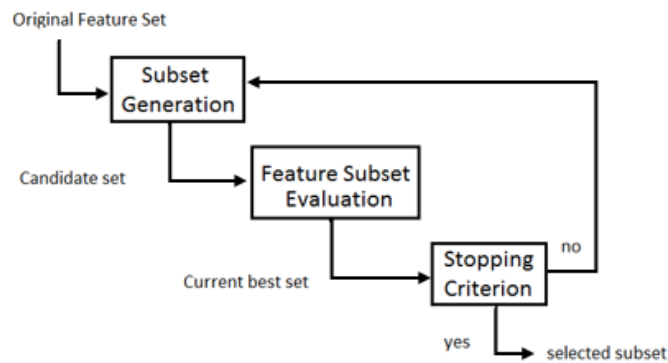 Original Feature Set
Subset
Generation
Candidate set
Feature Subset
Evaluation
Current best set
Stopping
Criterion
no
yes
selected subset